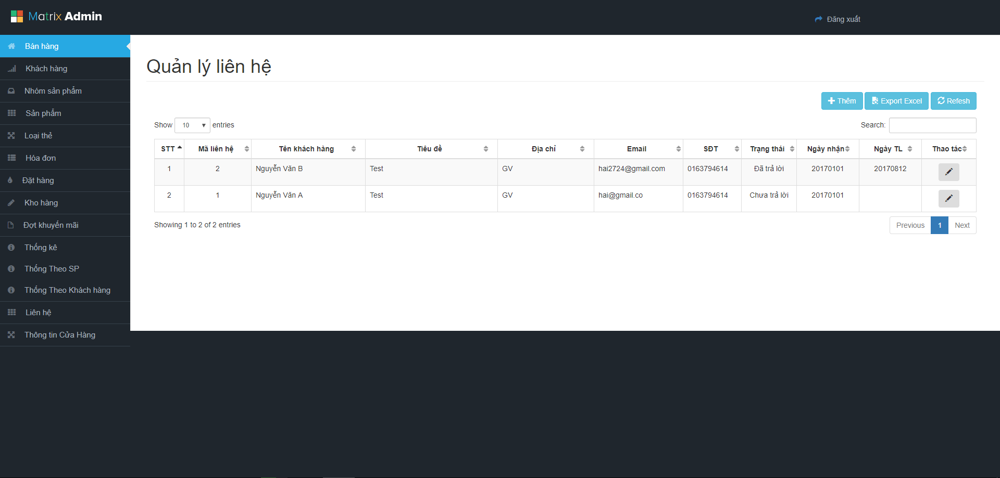 Matrix Admin
Đăng xuất
Bán hàng
Khách hàng
Nhóm sản phẩm
Sản phẩm
Loại thẻ
Hóa đơn
Đặt hàng
Kho hàng
Đợt khuyến mãi
Thống kê
Thống Theo SP
Thống Theo Khách hàng
Liên hệ
Thông tin Cửa Hàng
Quản lý liên hệ
Thêm Export Excel Refesh
Show 10 entries Search:
STT Mã liên hệ Tên khách hàng Tiêu đề Địa chỉ Email SĐT Trạng thái Ngày nhận Ngày TL Thao tác
1 2 Nguyễn Văn B Test GV hai2724@gmail.com 0163794614 Đã trả lời 20170101 20170812
2 1 Nguyễn Văn A Test GV hai@gmail.co 0163794614 Chưa trả lời 20170101
Showing 1 to 2 of 2 entries Previous 1 Next